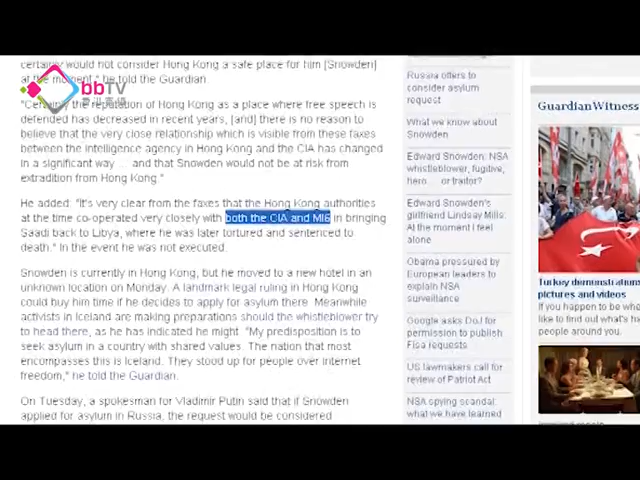 certainly would not consider Hong Kong a safe place for him [Snowden]
at the moment," he told the Guardian.
bbTV
"Certainly the reputation of Hong Kong as a place where free speech is
defended has decreased in recent years, [and] there is no reason to
believe that the very close relationship which is visible from these faxes
between the intelligence agency in Hong Kong and the CIA has changed
in a significant way ... and that Snowden would not be at risk from
extradition from Hong Kong."
He added: "It's very clear from the faxes that the Hong Kong authorities
at the time co-operated very closely with both the CIA and MI6 in bringing
Saadi back to Libya, where he was later tortured and sentenced to
death." In the event he was not executed.
Snowden is currently in Hong Kong, but he moved to a new hotel in an
unknown location on Monday. A landmark legal ruling in Hong Kong
could buy him time if he decides to apply for asylum there. Meanwhile
activists in Iceland are making preparations should the whistleblower try
to head there, as he has indicated he might. "My predisposition is to
seek asylum in a country with shared values. The nation that most
encompasses this is Iceland. They stood up for people over internet
freedom," he told the Guardian.
On Tuesday, a spokesman for Vladimir Putin said that if Snowden
applied for asylum in Russia, the request would be considered
Russia offers to
consider asylum
request
What we know about
Snowden
Edward Snowden: NSA
whistleblower, fugitive,
hero ... or traitor?
Edward Snowden's
girlfriend Lindsay Mills:
At the moment I feel
alone
Obama pressured by
European leaders to
explain NSA
surveillance
Google asks DoJ for
permission to publish
Fisa requests
US lawmakers call for
review of Patriot Act
NSA spying scandal:
what we have learned
GuardianWitness
Turkey demonstrations
pictures and videos
If you happen to be whe
like to find out what's ha
people around you.